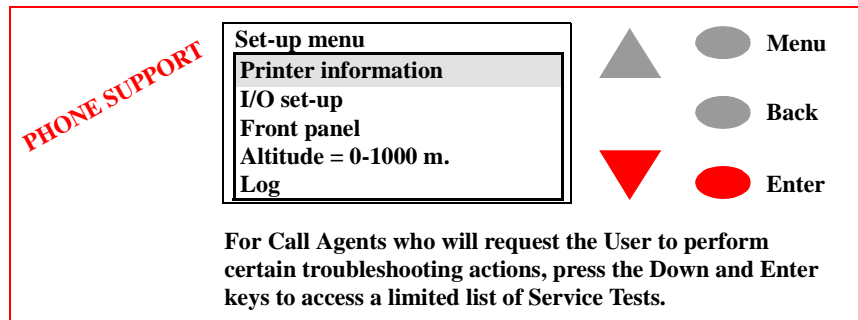 PHONE SUPPORT
Set-up menu
Printer information
I/O set-up
Front panel
Altitude = 0-1000 m.
Log
Menu
Back
Enter
For Call Agents who will request the User to perform
certain troubleshooting actions, press the Down and Enter
keys to access a limited list of Service Tests.